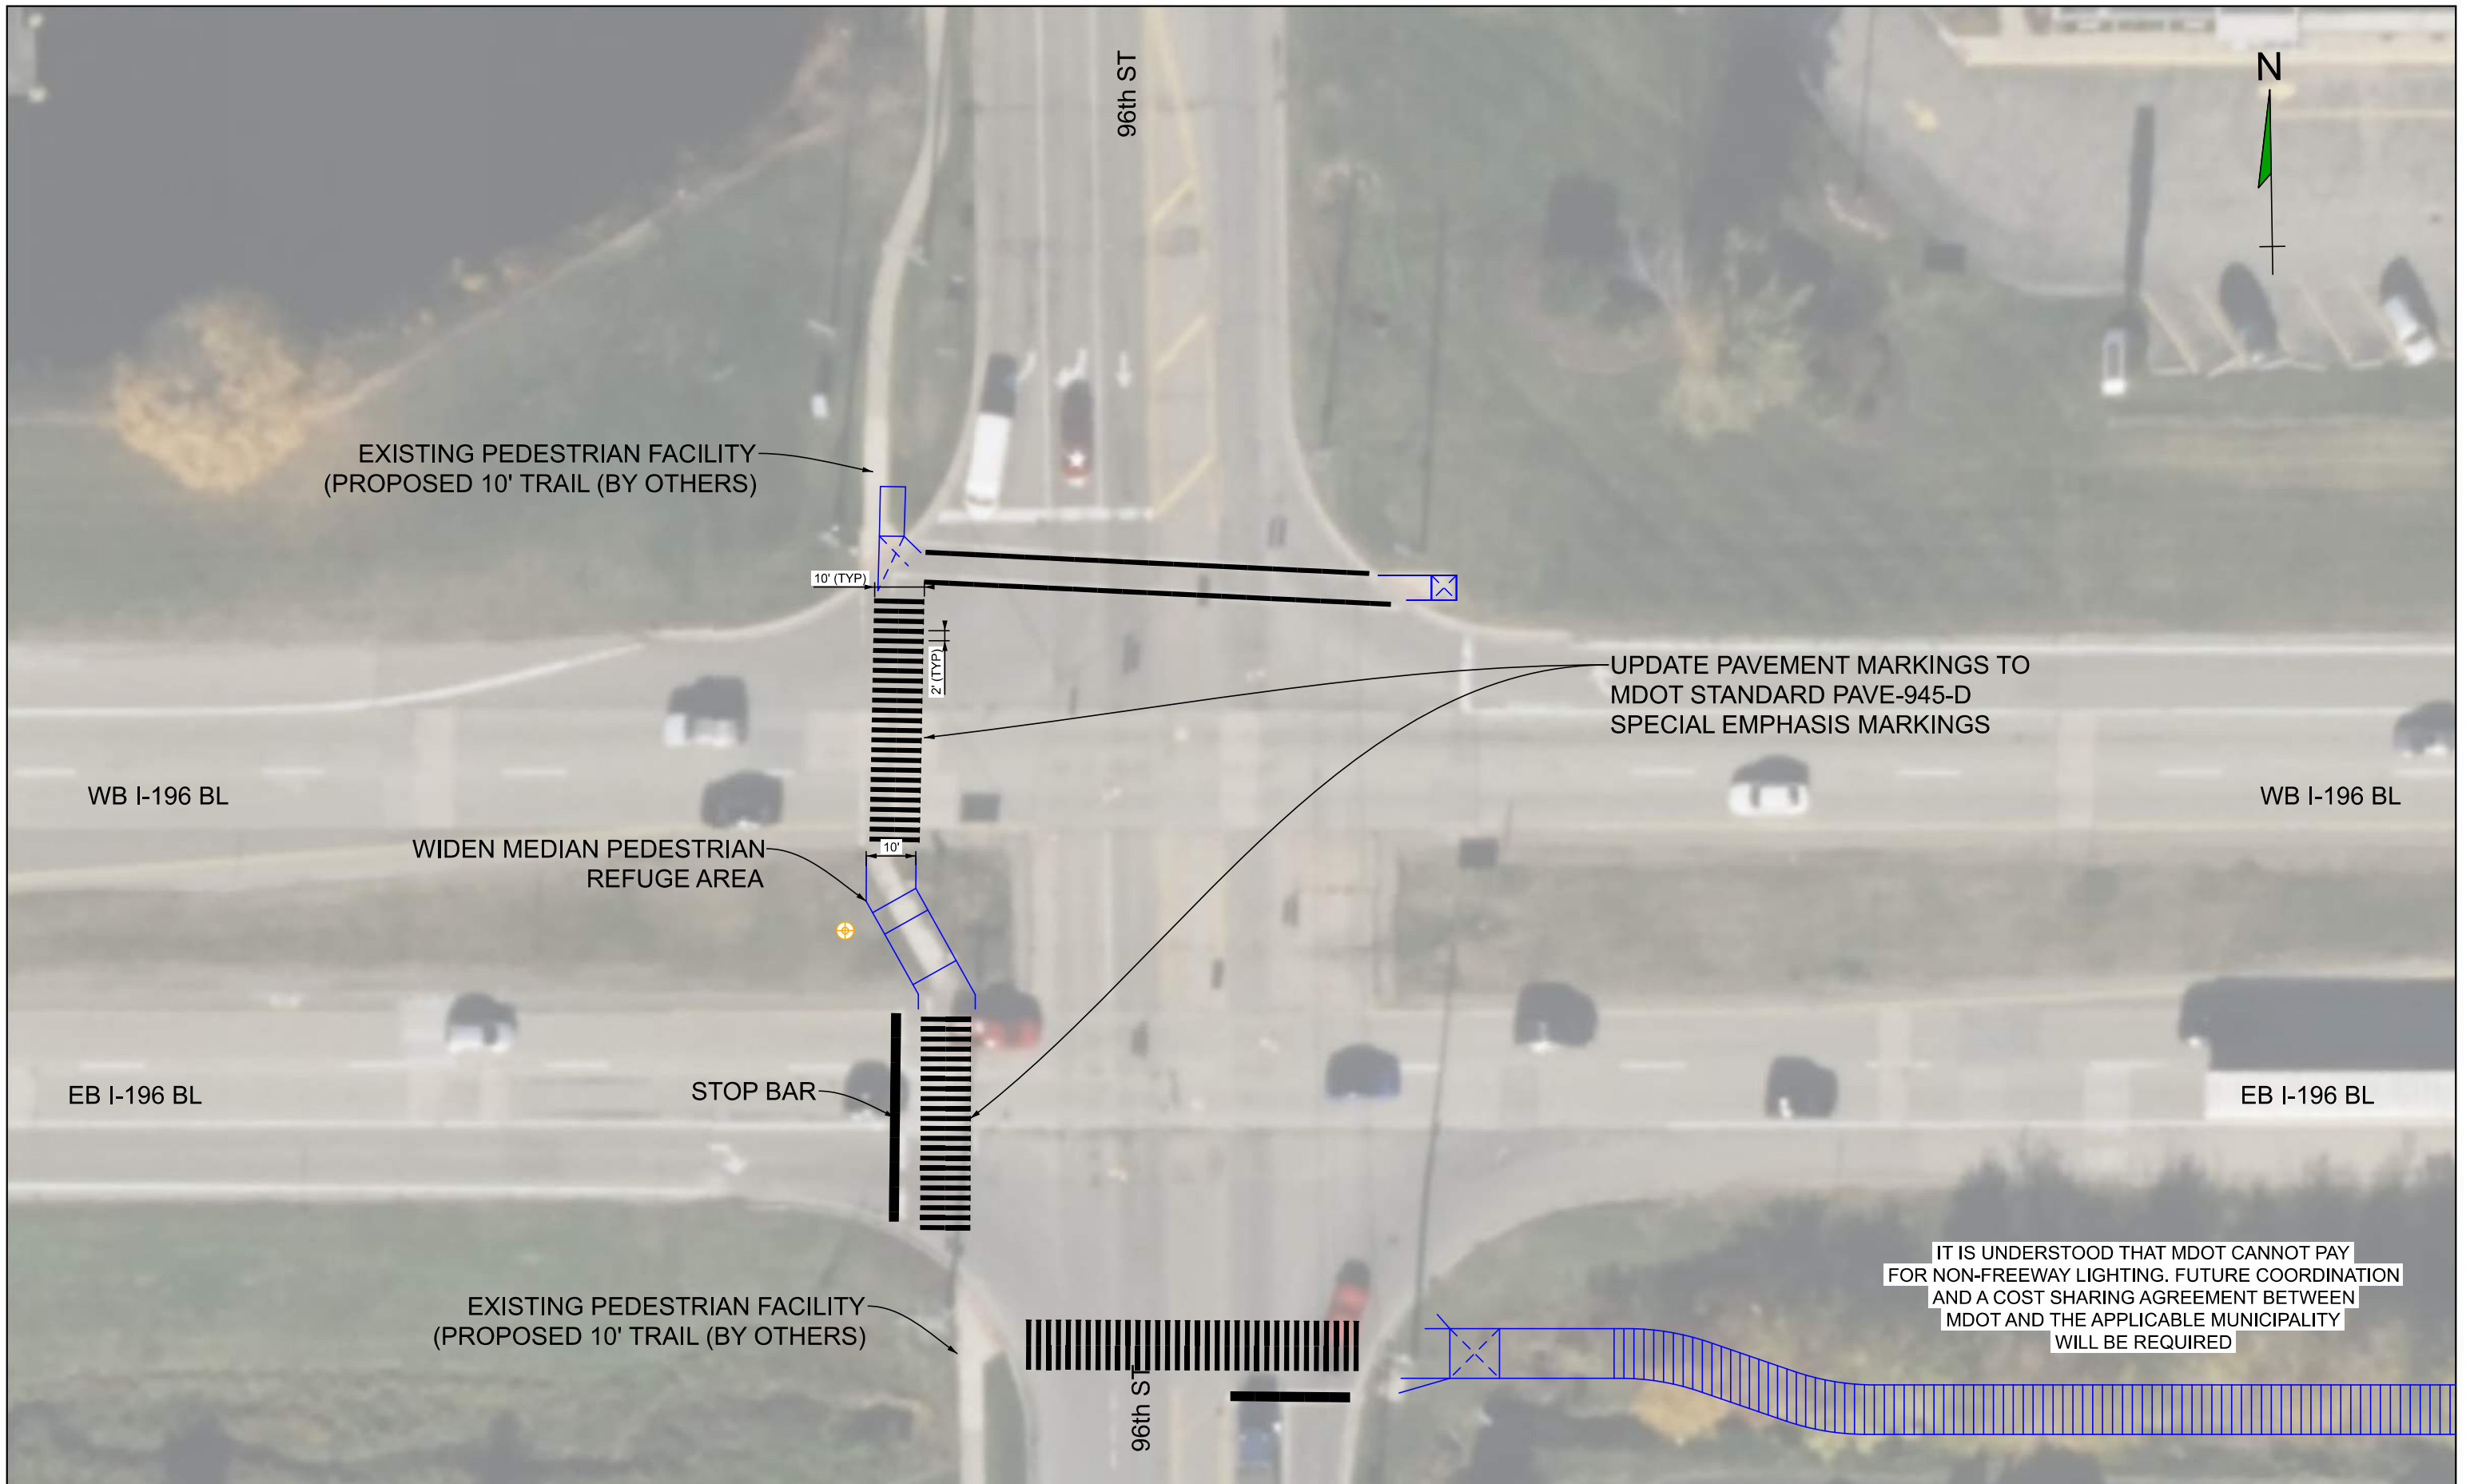 96th ST
N
EXISTING PEDESTRIAN FACILITY
(PROPOSED 10' TRAIL (BY OTHERS)
10' (TYP)
2' (TYP)
UPDATE PAVEMENT MARKINGS TO
MDOT STANDARD PAVE-945-D
SPECIAL EMPHASIS MARKINGS
WB I-196 BL
WB I-196 BL
WIDEN MEDIAN PEDESTRIAN
REFUGE AREA
10'
STOP BAR
EB I-196 BL
EB I-196 BL
EXISTING PEDESTRIAN FACILITY
(PROPOSED 10' TRAIL (BY OTHERS)
96th ST
IT IS UNDERSTOOD THAT MDOT CANNOT PAY
FOR NON-FREEWAY LIGHTING. FUTURE COORDINATION
AND A COST SHARING AGREEMENT BETWEEN
MDOT AND THE APPLICABLE MUNICIPALITY
WILL BE REQUIRED